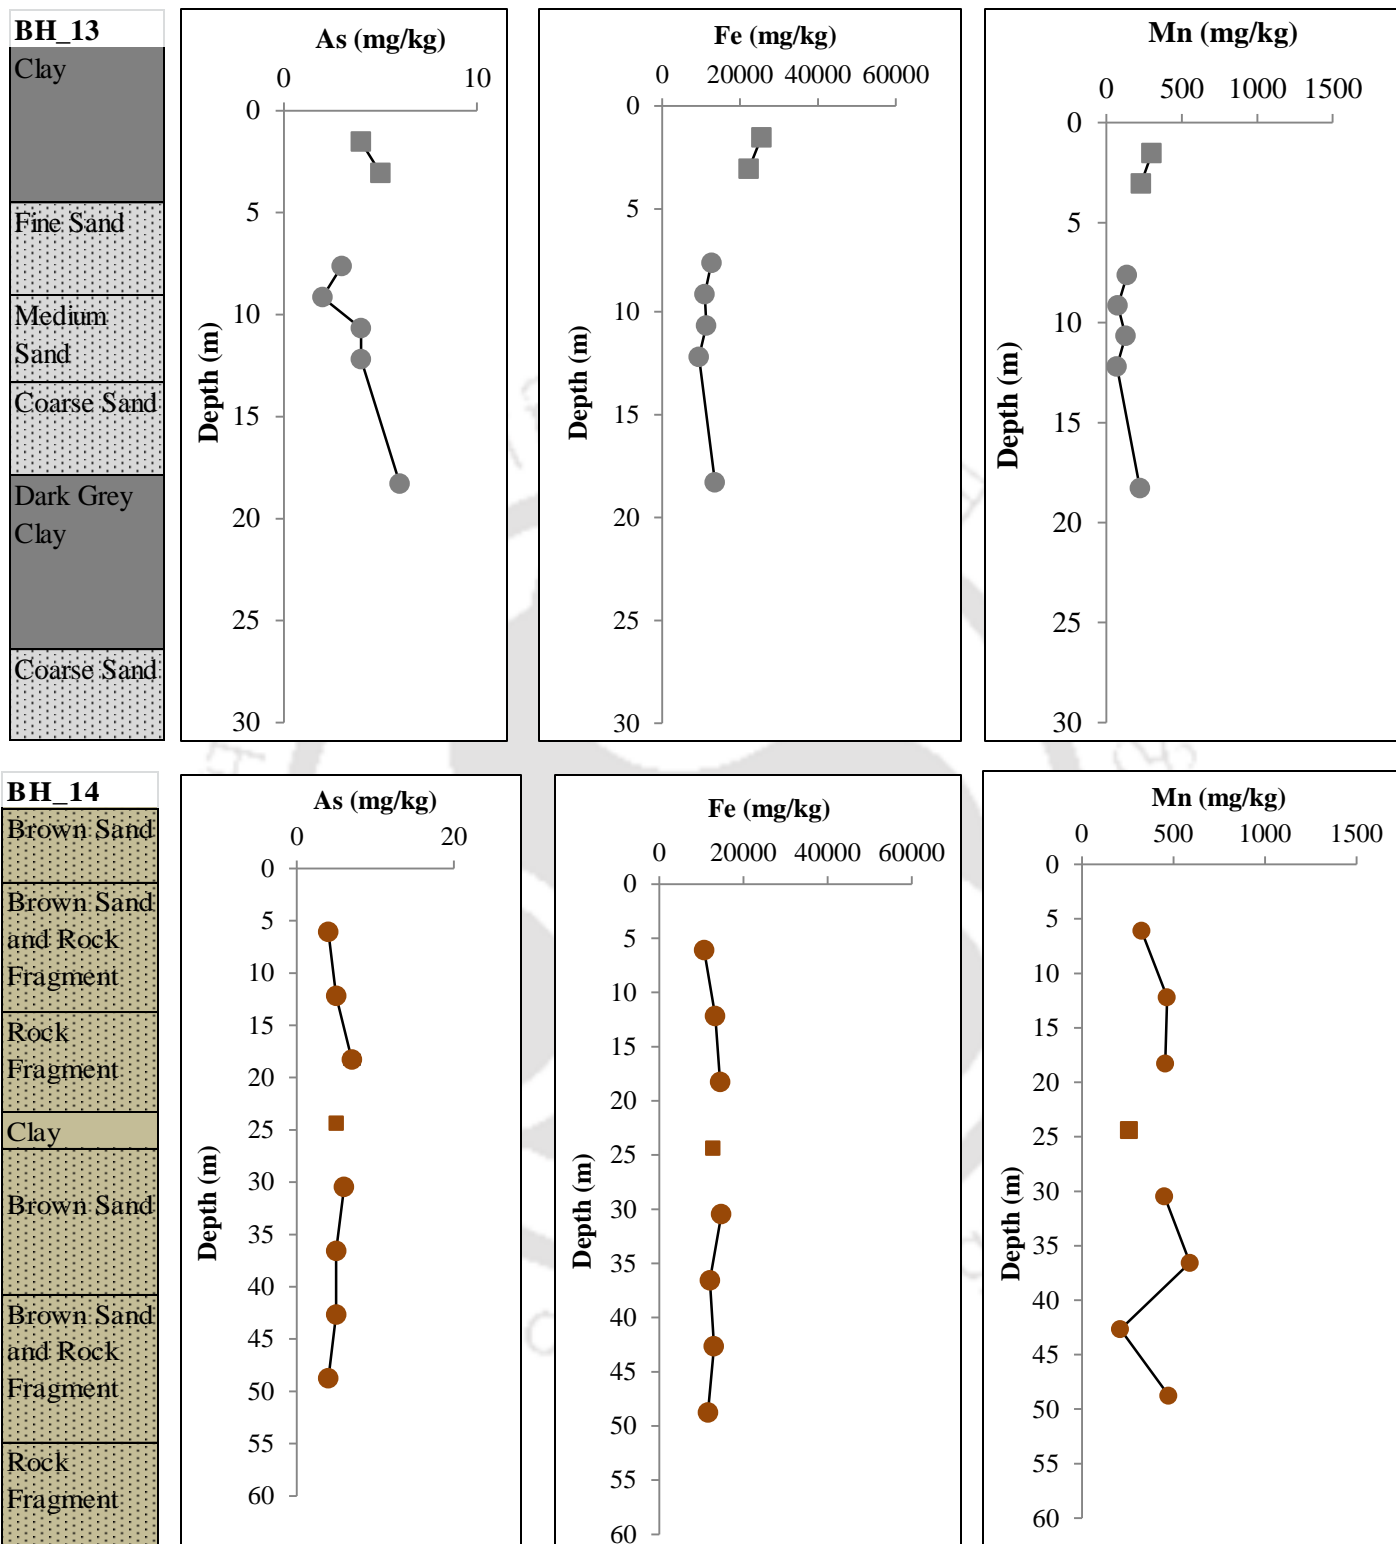 BH_13
Clay
Fine Sand
Medium
Sand
Coarse Sand
Dark Grey
Clay
Coarse Sand
As (mg/kg)
0 10
0
5
10
15
20
25
30
Depth (m)
Fe (mg/kg)
0 20000 40000 60000
0
5
10
15
20
25
30
Depth (m)
Mn (mg/kg)
0 500 1000 1500
0
5
10
15
20
25
30
Depth (m)
BH_14
Brown Sand
Brown Sand
and Rock
Fragment
Rock
Fragment
Clay
Brown Sand
Brown Sand
and Rock
Fragment
Rock
Fragment
As (mg/kg)
0 20
0
5
10
15
20
25
30
35
40
45
50
55
60
Depth (m)
Fe (mg/kg)
0 20000 40000 60000
0
5
10
15
20
25
30
35
40
45
50
55
60
Depth (m)
Mn (mg/kg)
0 500 1000 1500
0
5
10
15
20
25
30
35
40
45
50
55
60
Depth (m)